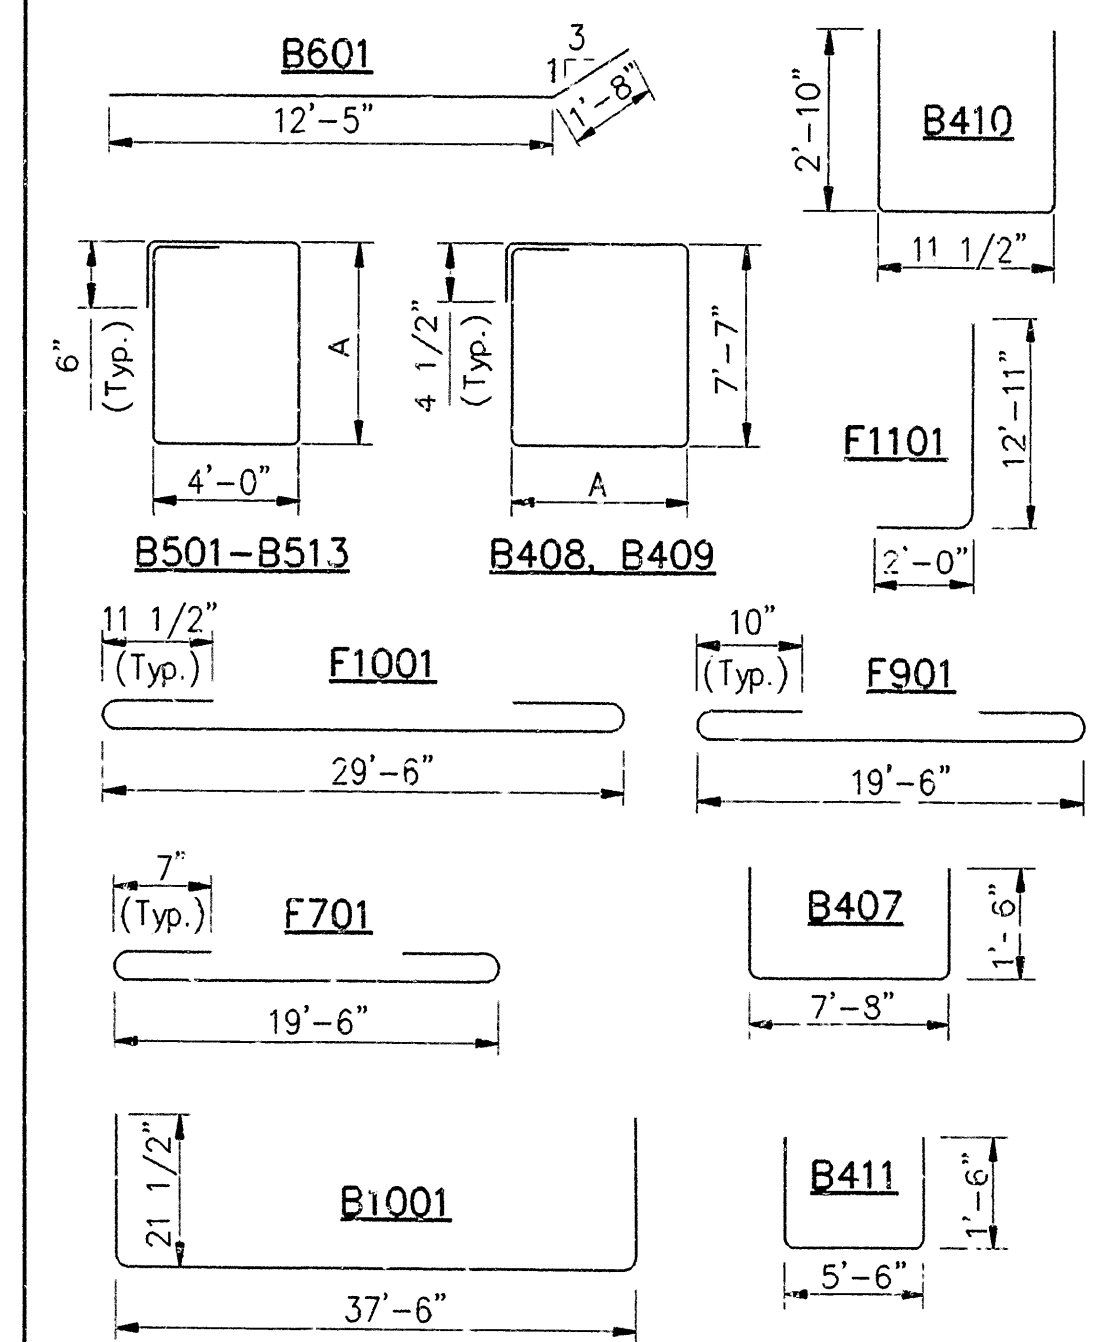 B601
3
1
1'-8"
12'-5"
2'-10"
B410
11 1/2"
6"
(Typ.)
A
4'-0"
B501-B513
4 1/2"
(Typ.)
7'-7"
A
B408, B409
F1101
12'-11"
2'-0"
11 1/2"
(Typ.)
F1001
29'-6"
10"
(Typ.)
F901
19'-6"
7"
(Typ.)
F701
19'-6"
B407
1'-6"
7'-8"
21 1/2"
B1001
37'-6"
B411
1'-6"
5'-6"